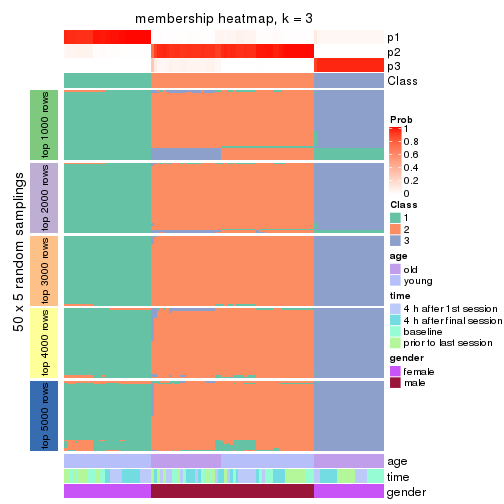 membership heatmap, k = 3
p1
p2
p3
Class
50 x 5 random samplings
top 1000 rows
top 2000 rows
top 3000 rows
top 4000 rows
top 5000 rows
age
time
gender
Prob
1
0.8
0.6
0.4
0.2
0
Class
1
2
3
age
old
young
time
4 h after 1st session
4 h after final session
baseline
prior to last session
gender
female
male